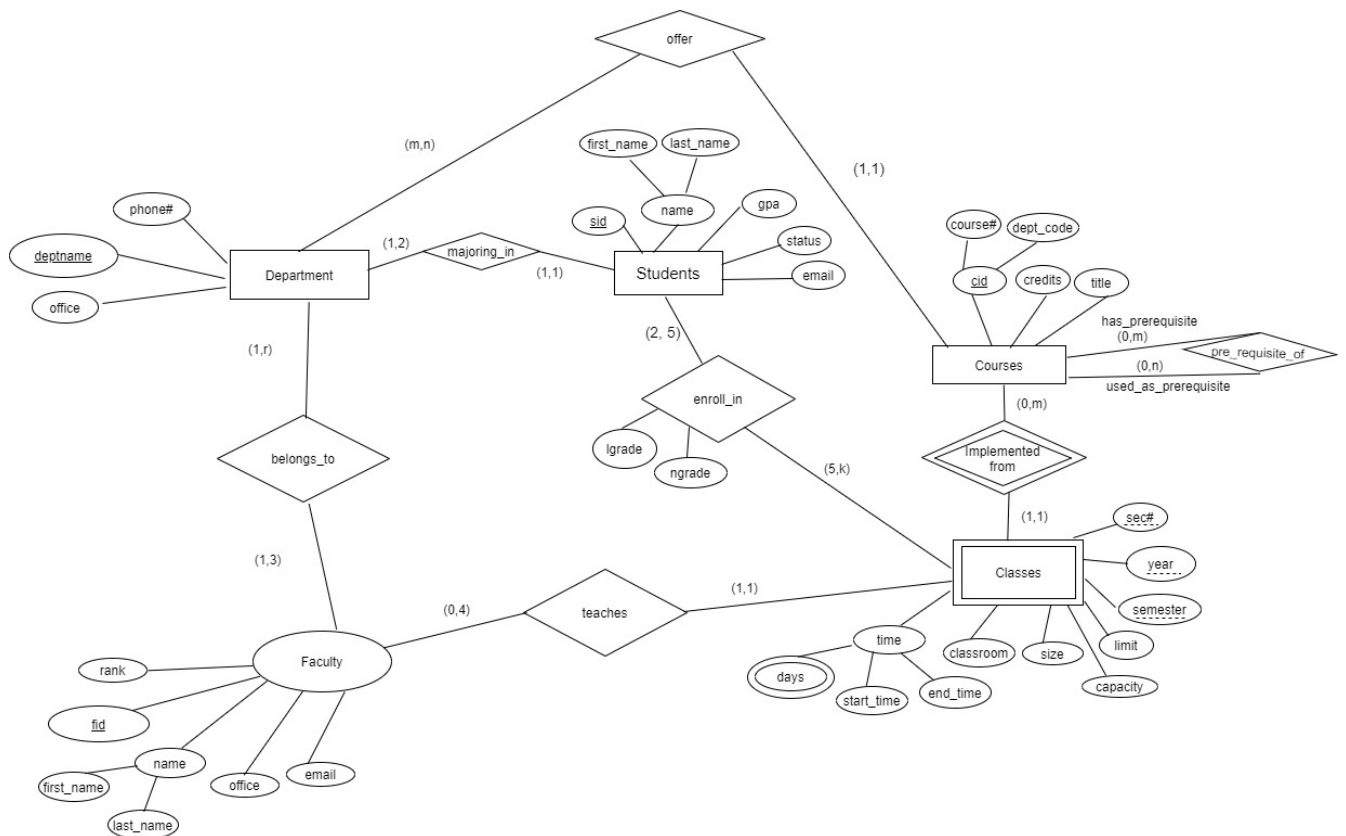 offer
(m,n)
first_name
last_name
(1,1)
phone#
name
gpa
sid
course#
dept_code
deptname
(1,2)
majoring_in
status
Department
(1,1)
Students
email
cid
credits
title
office
has_prerequisite
(0,m)
(2, 5)
(1,r)
pre_requisite_of
Courses
(0,n)
used_as_prerequisite
enroll_in
(0,m)
lgrade
belongs_to
Implemented
from
ngrade
(5,k)
(1,1)
sec#
(1,3)
year
Classes
(1,1)
(0,4)
teaches
semester
time
limit
classroom
size
Faculty
rank
days
capacity
start_time
end_time
fid
name
first_name
office
email
last_name